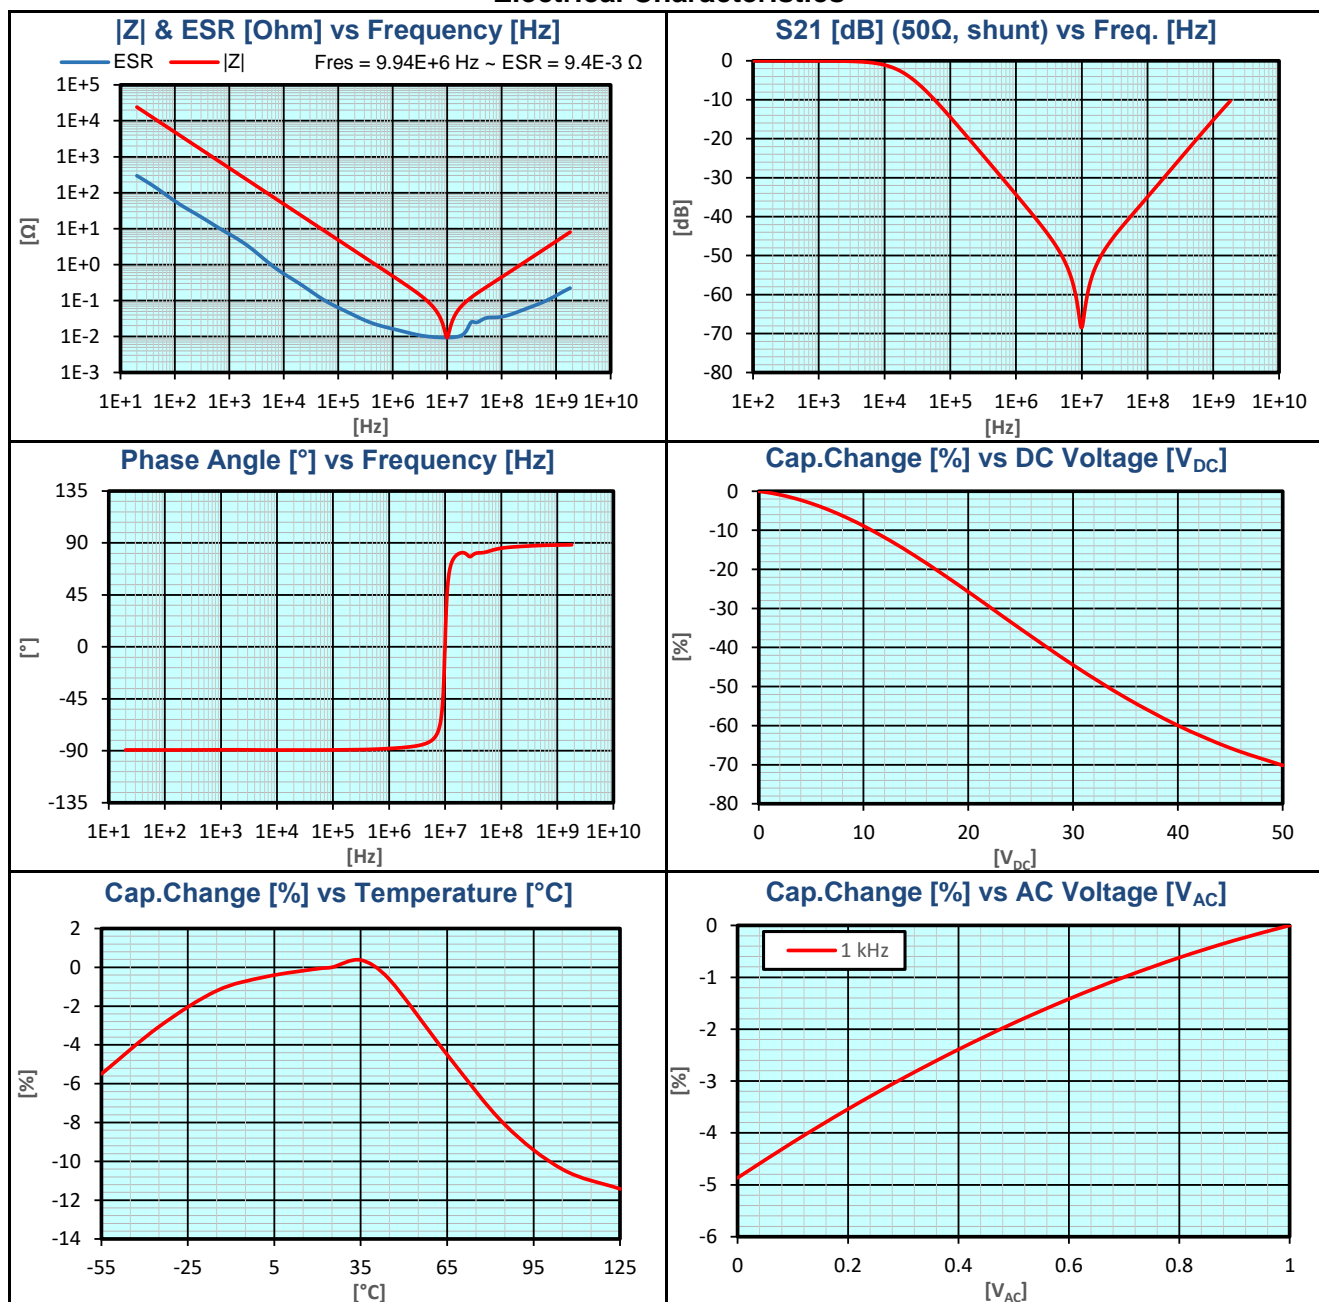 |Z| & ESR [Ohm] vs Frequency [Hz]
ESR |Z| Fres = 9.94E+6 Hz ~ ESR = 9.4E-3 Ω
1E+5
1E+4
1E+3
1E+2
1E+1
1E+0
1E-1
1E-2
1E-3
[Ω]
1E+1 1E+2 1E+3 1E+4 1E+5 1E+6 1E+7 1E+8 1E+9 1E+10
[Hz]
S21 [dB] (50Ω, shunt) vs Freq. [Hz]
0
-10
-20
-30
-40
-50
-60
-70
-80
[dB]
1E+2 1E+3 1E+4 1E+5 1E+6 1E+7 1E+8 1E+9 1E+10
[Hz]
Phase Angle [°] vs Frequency [Hz]
135
90
45
0
-45
-90
-135
[°]
1E+1 1E+2 1E+3 1E+4 1E+5 1E+6 1E+7 1E+8 1E+9 1E+10
[Hz]
Cap.Change [%] vs DC Voltage [VDC]
0
-10
-20
-30
-40
-50
-60
-70
-80
[%]
0 10 20 30 40 50
[VDC]
Cap.Change [%] vs Temperature [°C]
2
0
-2
-4
-6
-8
-10
-12
-14
[%]
-55 -25 5 35 65 95 125
[°C]
Cap.Change [%] vs AC Voltage [VAC]
1 kHz
0
-1
-2
-3
-4
-5
-6
[%]
0 0.2 0.4 0.6 0.8 1
[VAC]